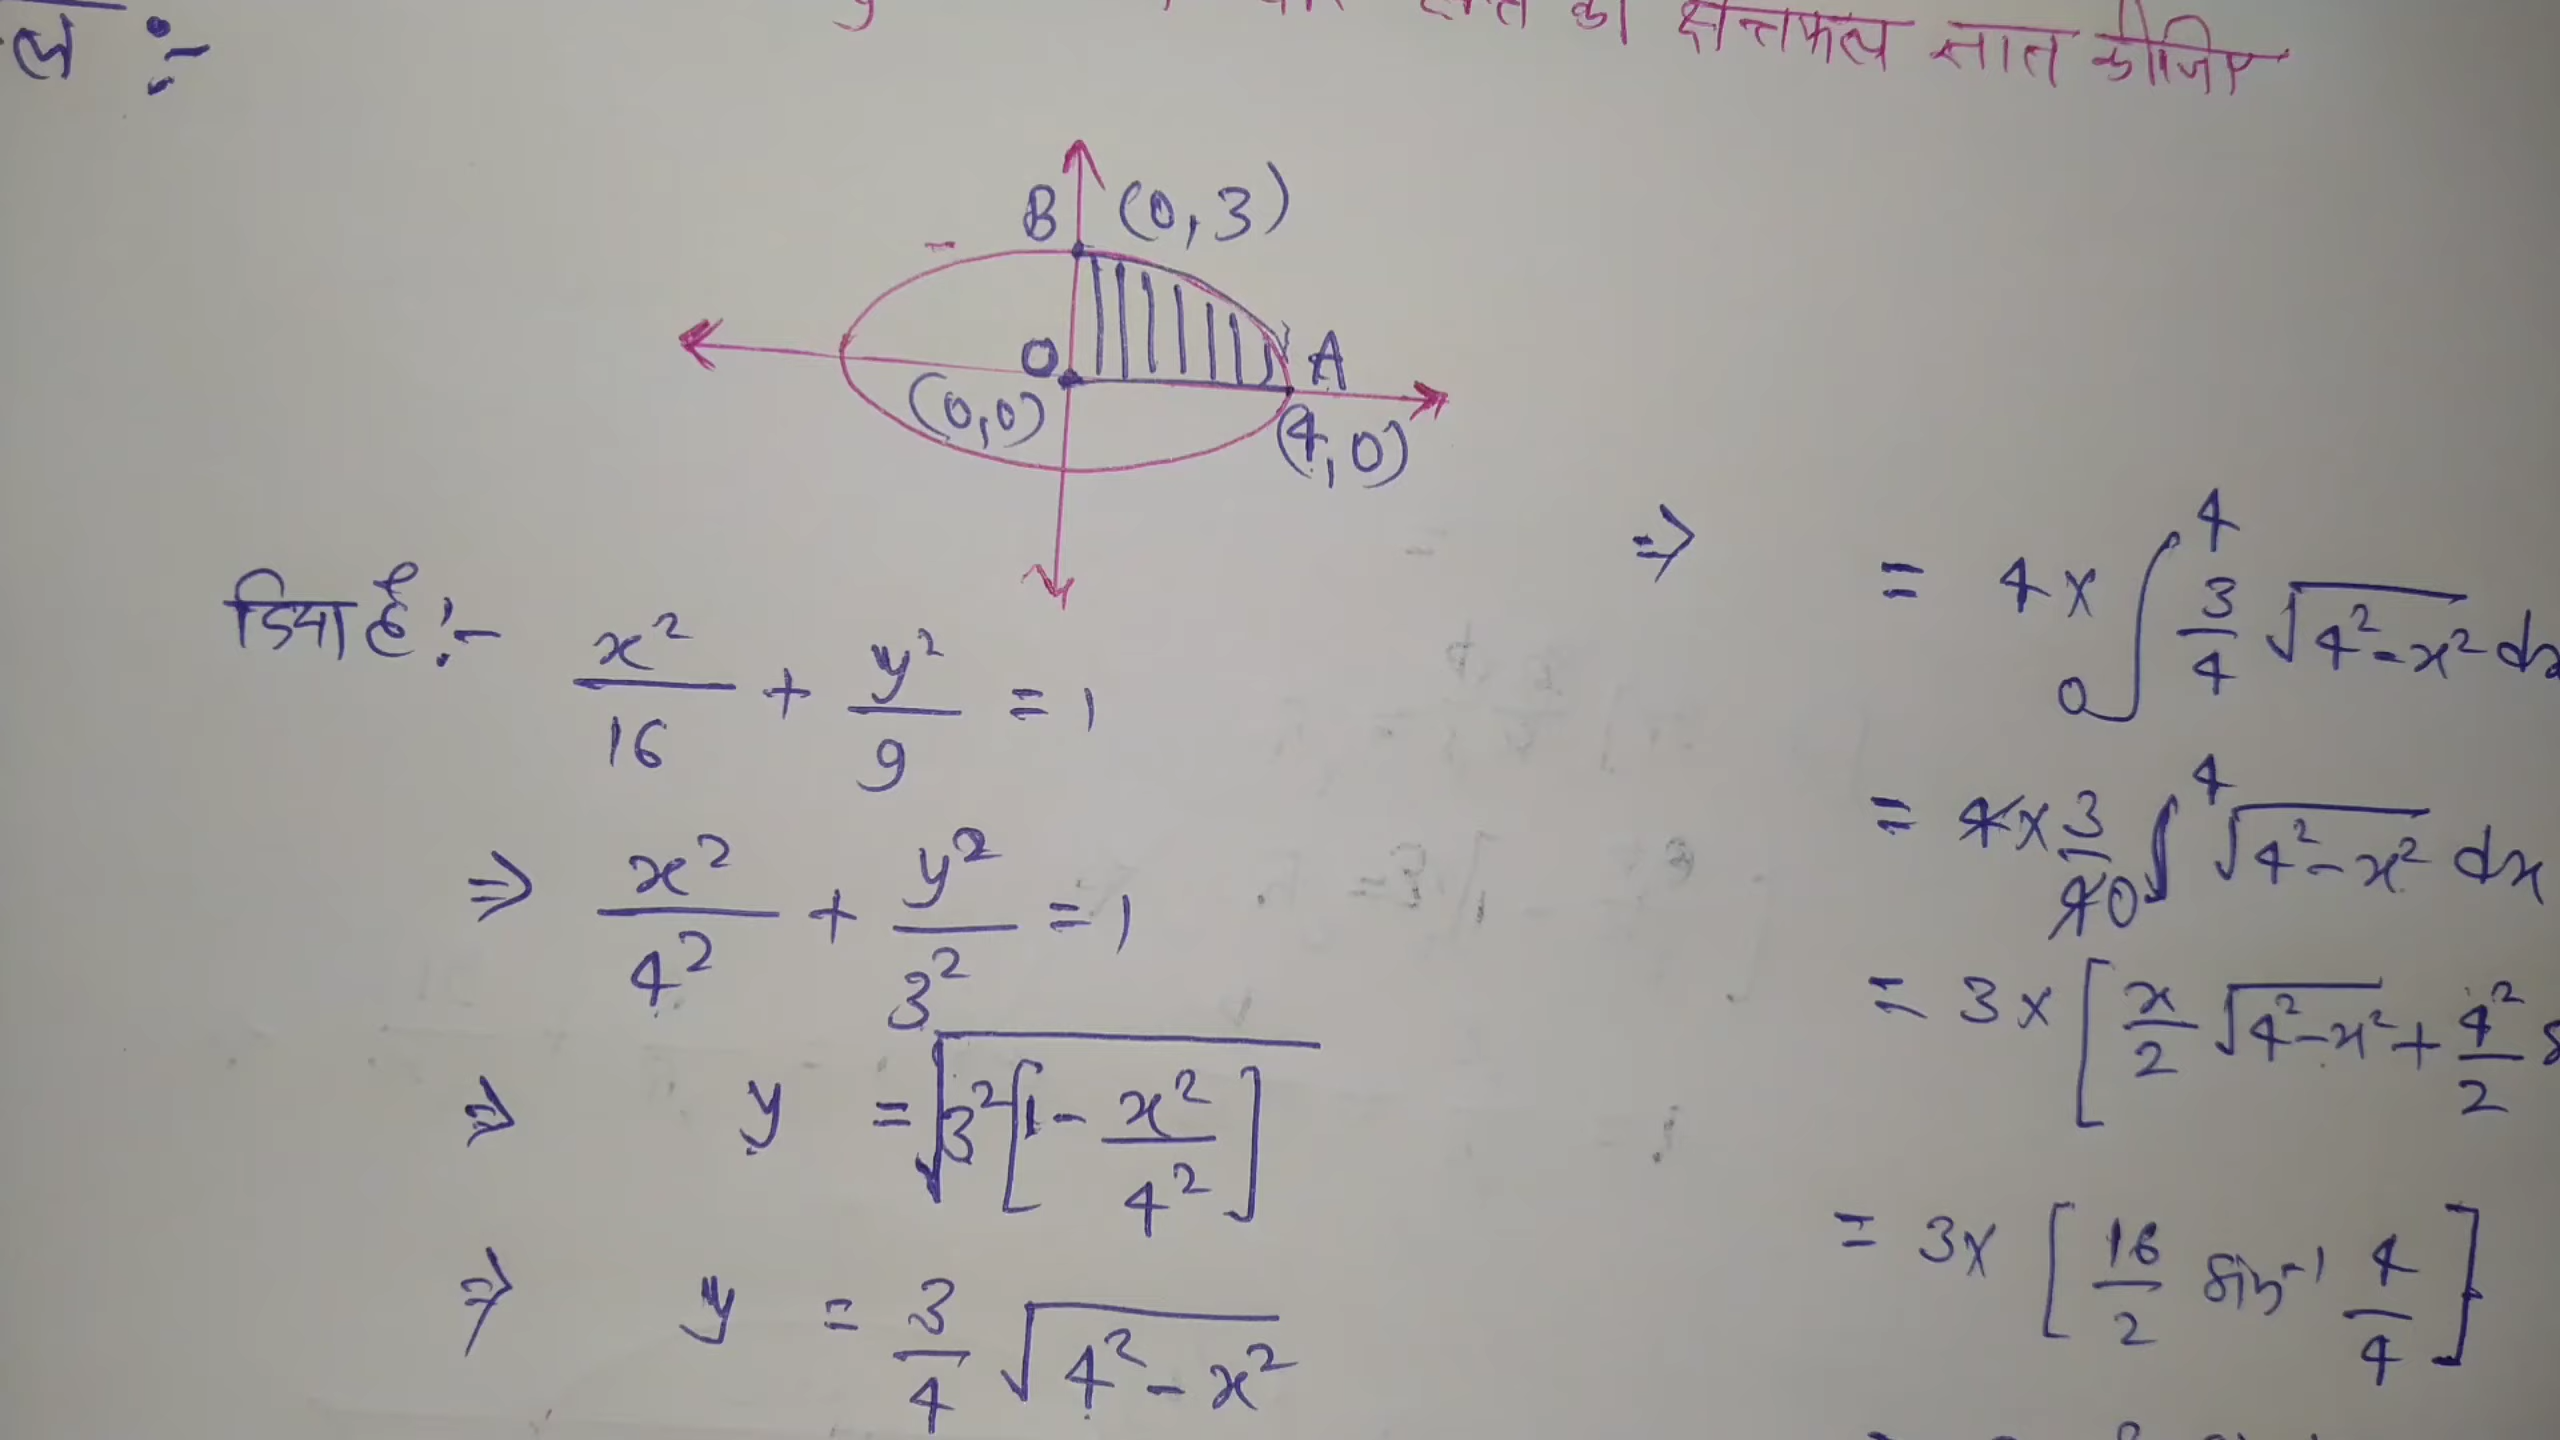 क्षेत्रफल ज्ञात कीजिए
:-
B (0,3)
O A
(0,0) (4,0)
दिया है :- x²/16 + y²/9 = 1
⇒ x²/4² + y²/3² = 1
⇒ y = √3²[1 - x²/4²]
⇒ y = 3/4 √4² - x²
⇒ = 4 x ∫₀⁴ 3/4 √4² - x² dx
= 4 x 3/4 ∫₀⁴ √4² - x² dx
= 3 x [x/2 √4² - x² + 4²/2
= 3 x [16/2 sin⁻¹ 4/4]